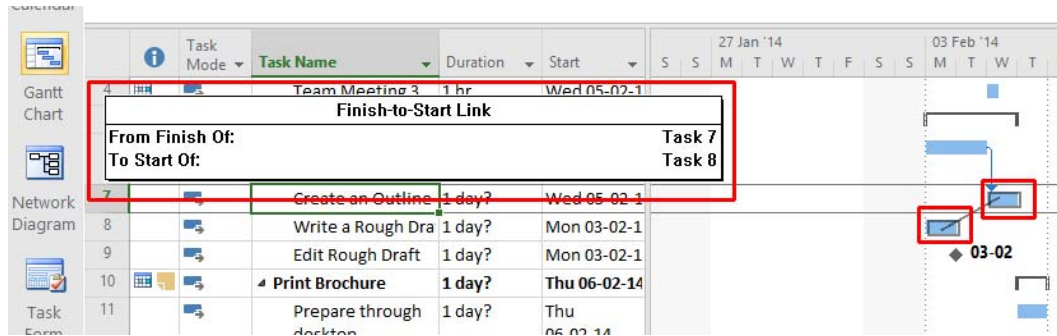 Calendar
Gantt
Chart
Network
Diagram
Task
Form
Task
Mode
Task Name
Duration
Start
27 Jan '14
03 Feb '14
S S M T W T F S S M T W T
4 Team Meeting 3 1 hr Wed 05-02-1
Finish-to-Start Link
From Finish Of: Task 7
To Start Of: Task 8
7 Create an Outline 1 day? Wed 05-02-1
8 Write a Rough Dra 1 day? Mon 03-02-1
9 Edit Rough Draft 1 day? Mon 03-02-1
03-02
10 Print Brochure 1 day? Thu 06-02-14
11 Prepare through 1 day? Thu
desktop 06-02-14